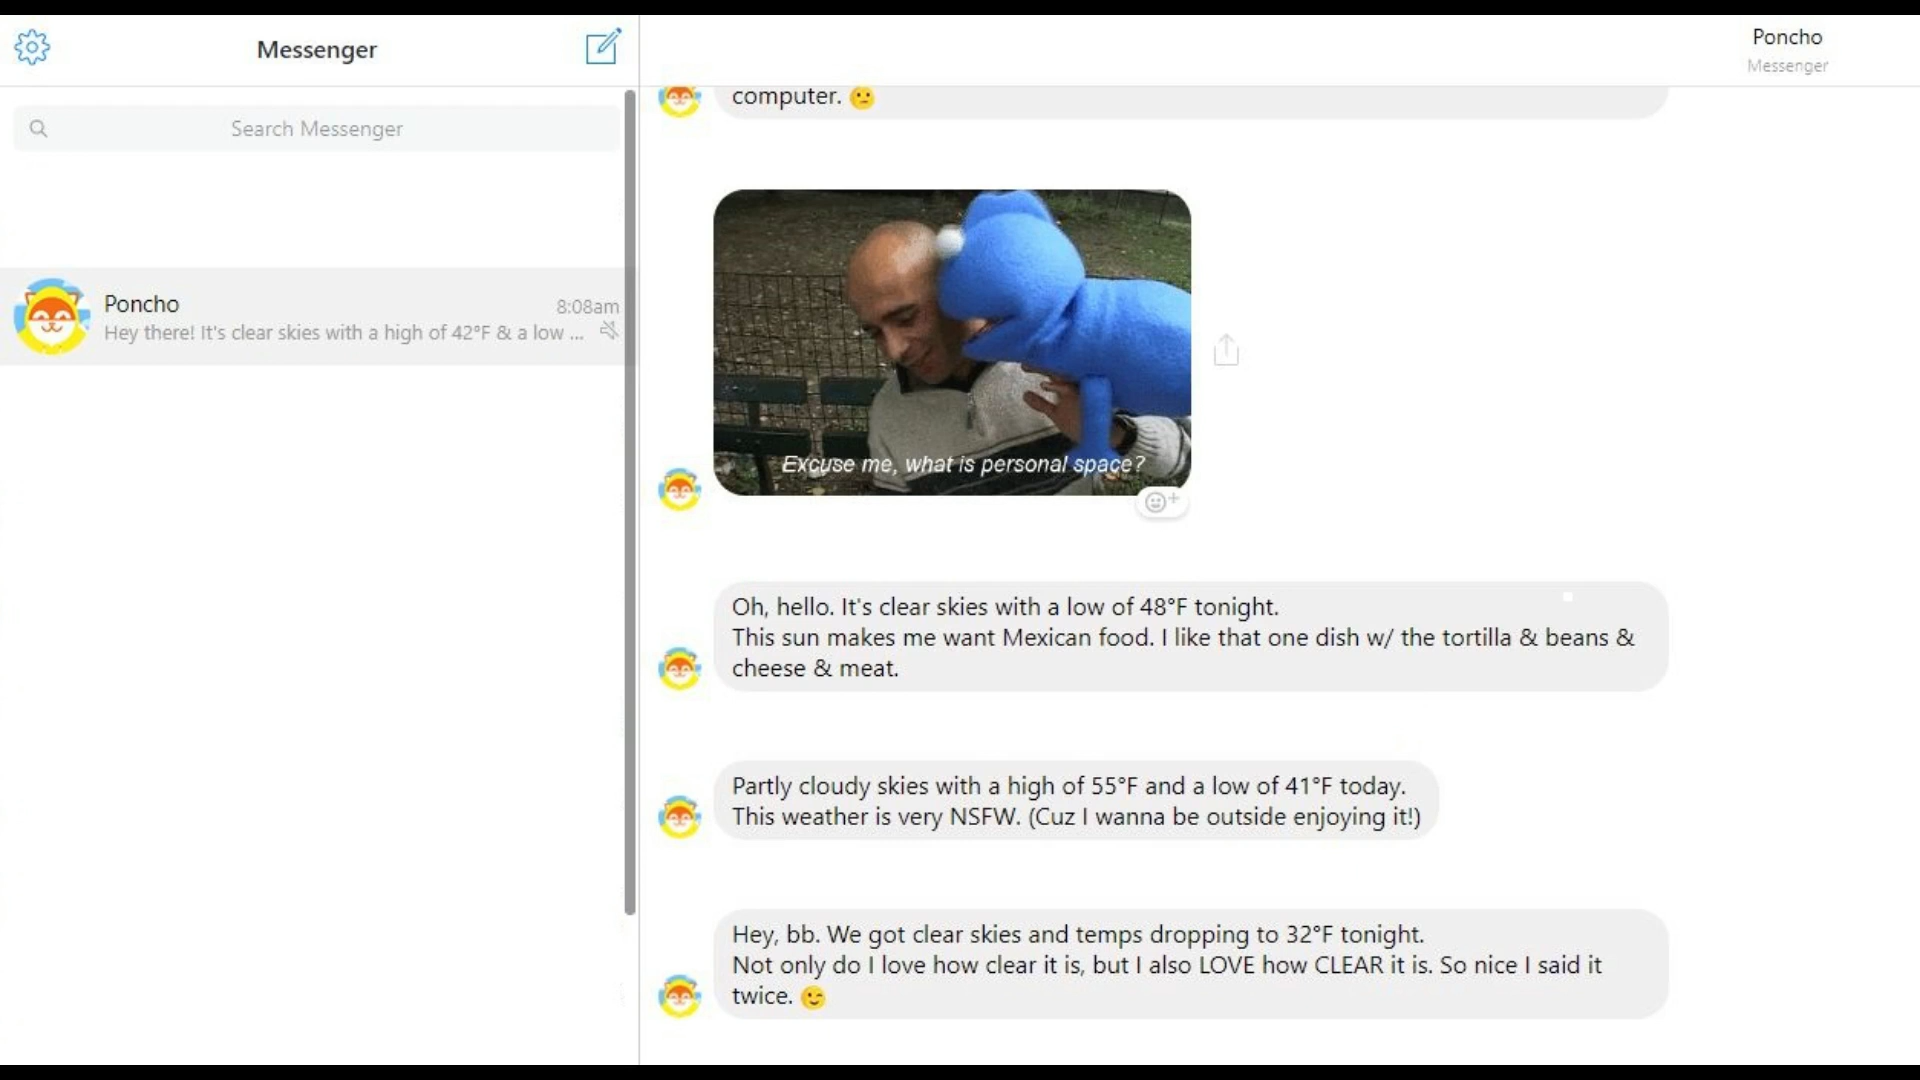 Messenger
Search Messenger
Poncho
8:08am
Hey there! It's clear skies with a high of 42°F & a low ...
Poncho
Messenger
computer. 😕
Excuse me, what is personal space?
Oh, hello. It's clear skies with a low of 48°F tonight.
This sun makes me want Mexican food. I like that one dish w/ the tortilla & beans &
cheese & meat.
Partly cloudy skies with a high of 55°F and a low of 41°F today.
This weather is very NSFW. (Cuz I wanna be outside enjoying it!)
Hey, bb. We got clear skies and temps dropping to 32°F tonight.
Not only do I love how clear it is, but I also LOVE how CLEAR it is. So nice I said it
twice. 😉